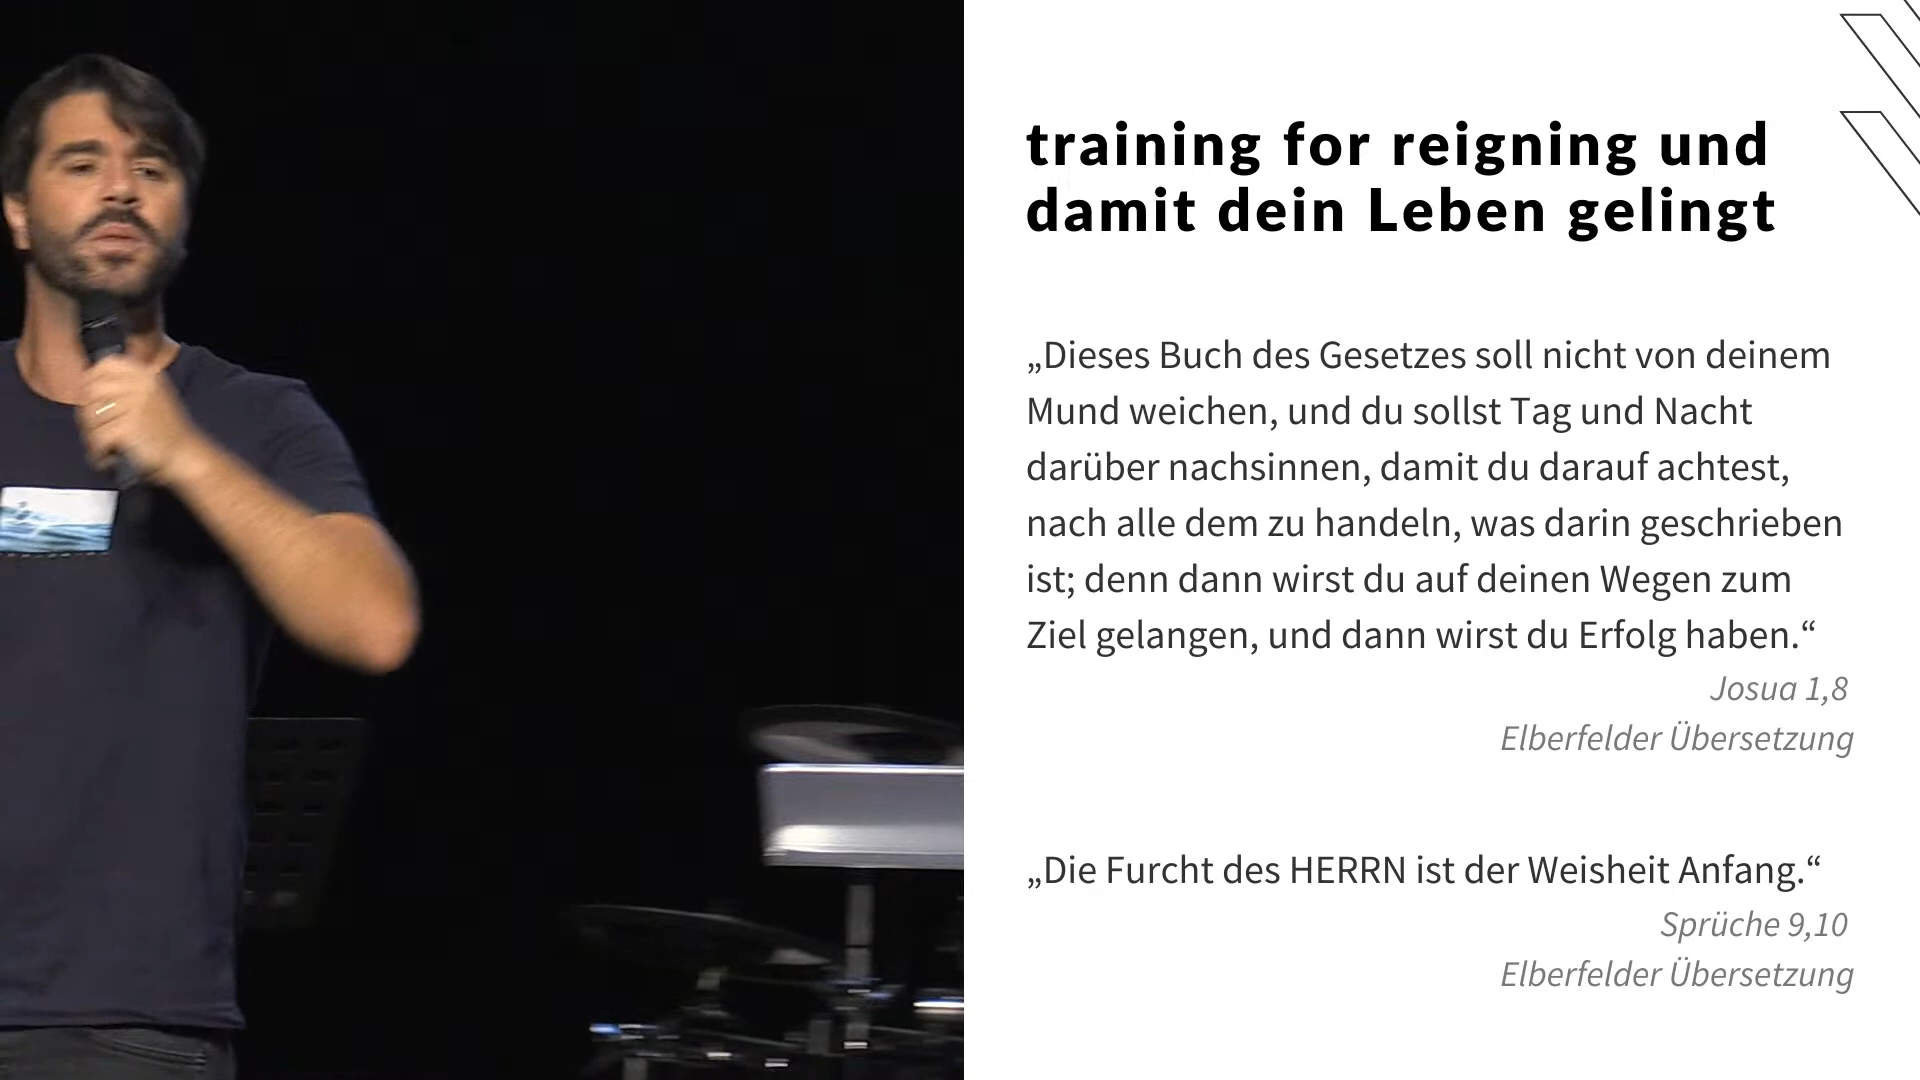 training for reigning und
damit dein Leben gelingt
„Dieses Buch des Gesetzes soll nicht von deinem
Mund weichen, und du sollst Tag und Nacht
darüber nachsinnen, damit du darauf achtest,
nach alle dem zu handeln, was darin geschrieben
ist; denn dann wirst du auf deinen Wegen zum
Ziel gelangen, und dann wirst du Erfolg haben.“
Josua 1,8
Elberfelder Übersetzung
„Die Furcht des HERRN ist der Weisheit Anfang.“
Sprüche 9,10
Elberfelder Übersetzung